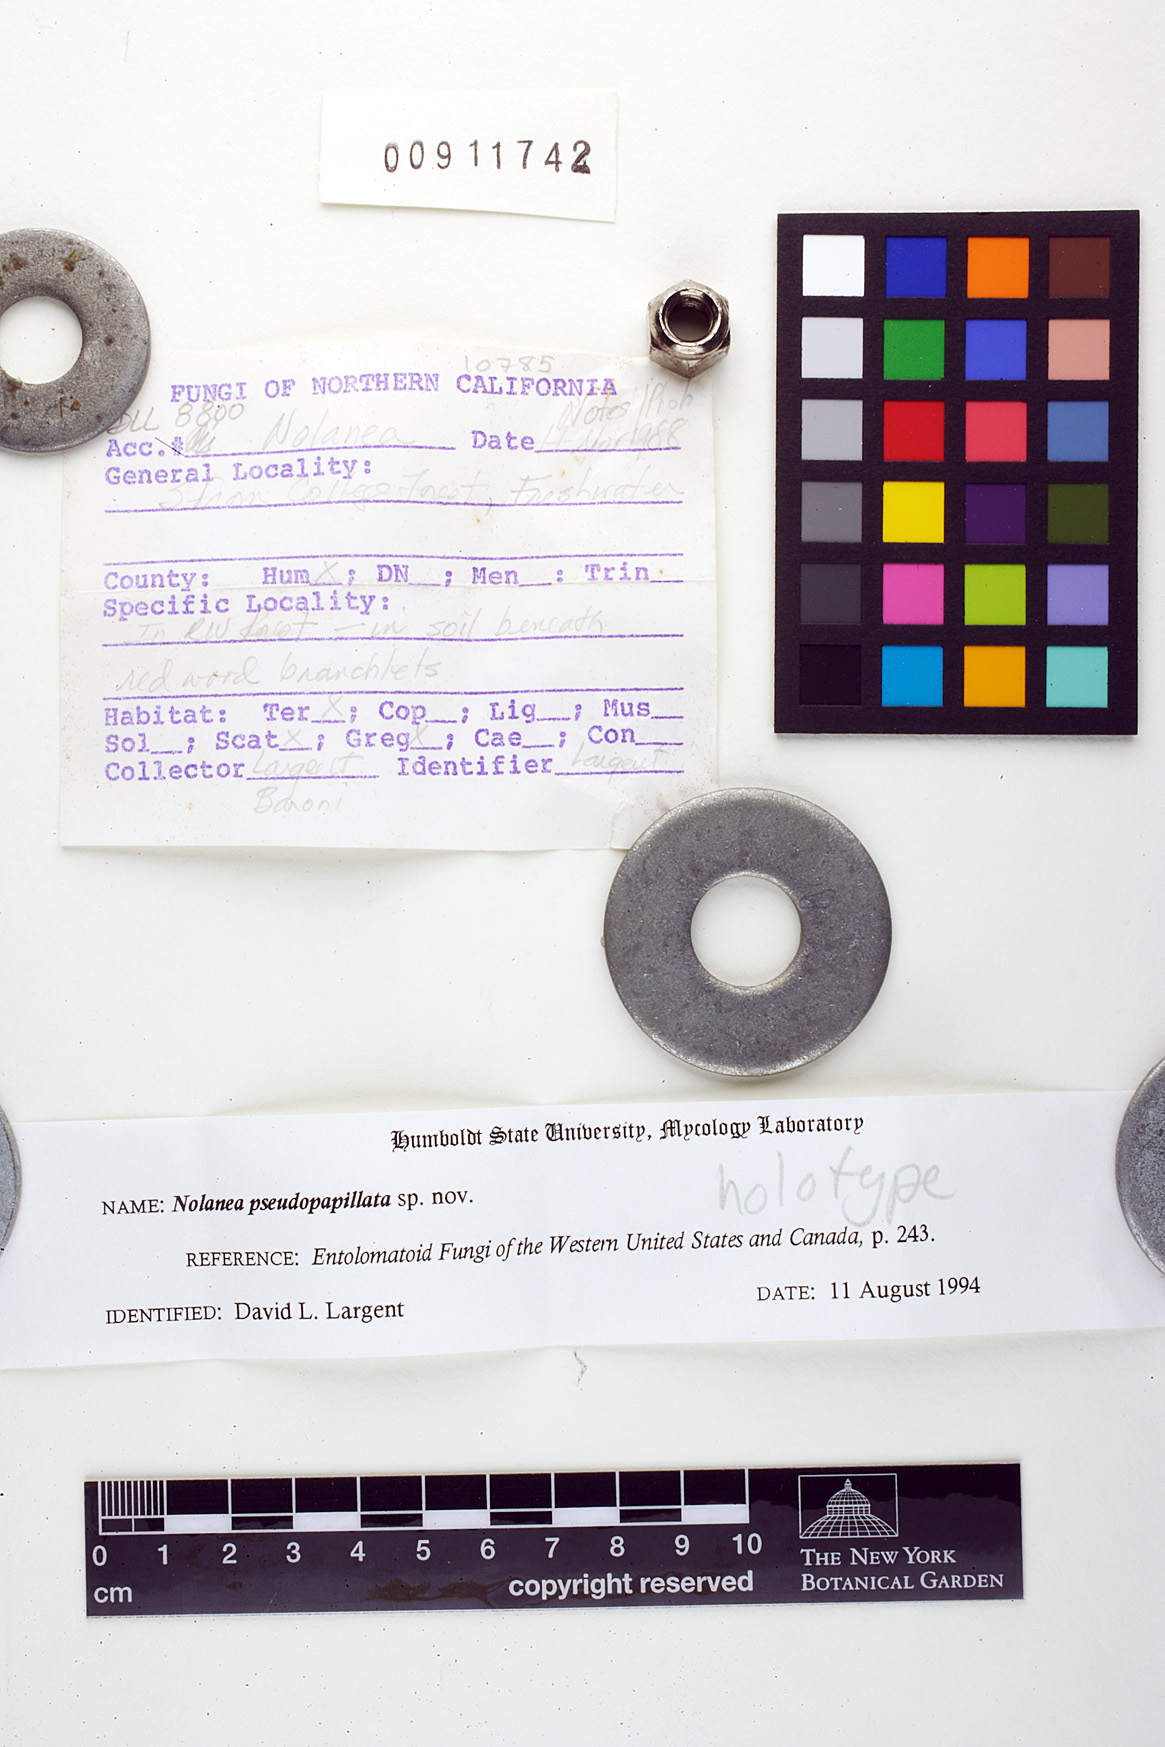 00911742
10785
FUNGI OF NORTHERN CALIFORNIA
DLL 8800 Notes
Acc.# Nolanea Date
General Locality:
Freshwater
County: Hum X; DN__; Men__: Trin__
Specific Locality:
In RW forest - in soil beneath
red wood branchlets
Habitat: Ter X; Cop__; Lig__; Mus__
Sol__; Scat X; Greg X; Cae__; Con__
Collector Largent Identifier Largent
Baroni
Humboldt State University, Mycology Laboratory
holotype
NAME: Nolanea pseudopapillata sp. nov.
REFERENCE: Entolomatoid Fungi of the Western United States and Canada, p. 243.
DATE: 11 August 1994
IDENTIFIED: David L. Largent
0 1 2 3 4 5 6 7 8 9 10
cm
copyright reserved
THE NEW YORK
BOTANICAL GARDEN